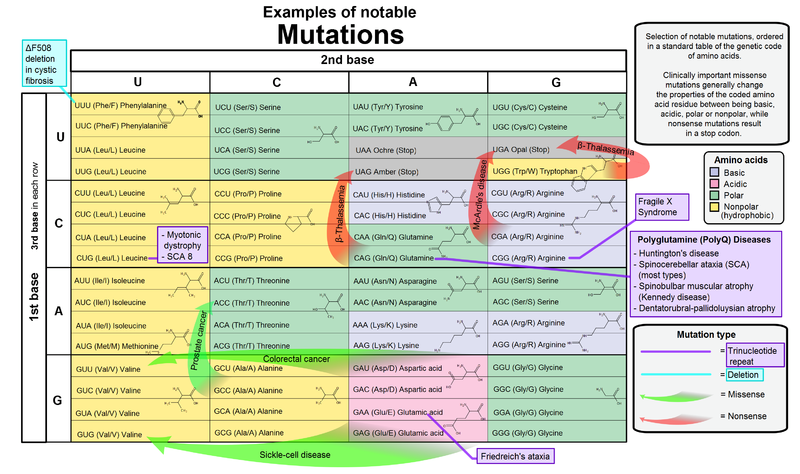 Examples of notable
Mutations
ΔF508
deletion
in cystic
fibrosis
2nd base
U
C
A
G
1st base
3rd base in each row
U
UUU (Phe/F) Phenylalanine
UCU (Ser/S) Serine
UAU (Tyr/Y) Tyrosine
UGU (Cys/C) Cysteine
UUC (Phe/F) Phenylalanine
UCC (Ser/S) Serine
UAC (Tyr/Y) Tyrosine
UGC (Cys/C) Cysteine
UUA (Leu/L) Leucine
UCA (Ser/S) Serine
UAA Ochre (Stop)
UGA Opal (Stop)
UUG (Leu/L) Leucine
UCG (Ser/S) Serine
UAG Amber (Stop)
UGG (Trp/W) Tryptophan
β-Thalassemia
C
CUU (Leu/L) Leucine
CCU (Pro/P) Proline
CAU (His/H) Histidine
CGU (Arg/R) Arginine
CUC (Leu/L) Leucine
CCC (Pro/P) Proline
CAC (His/H) Histidine
CGC (Arg/R) Arginine
CUA (Leu/L) Leucine
CCA (Pro/P) Proline
CAA (Gln/Q) Glutamine
CGA (Arg/R) Arginine
CUG (Leu/L) Leucine
CCG (Pro/P) Proline
CAG (Gln/Q) Glutamine
CGG (Arg/R) Arginine
- Myotonic
dystrophy
- SCA 8
β-Thalassemia
McArdle's disease
A
AUU (Ile/I) Isoleucine
ACU (Thr/T) Threonine
AAU (Asn/N) Asparagine
AGU (Ser/S) Serine
AUC (Ile/I) Isoleucine
ACC (Thr/T) Threonine
AAC (Asn/N) Asparagine
AGC (Ser/S) Serine
AUA (Ile/I) Isoleucine
ACA (Thr/T) Threonine
AAA (Lys/K) Lysine
AGA (Arg/R) Arginine
AUG (Met/M) Methionine
ACG (Thr/T) Threonine
AAG (Lys/K) Lysine
AGG (Arg/R) Arginine
Prostate cancer
Colorectal cancer
G
GUU (Val/V) Valine
GCU (Ala/A) Alanine
GAU (Asp/D) Aspartic acid
GGU (Gly/G) Glycine
GUC (Val/V) Valine
GCC (Ala/A) Alanine
GAC (Asp/D) Aspartic acid
GGC (Gly/G) Glycine
GUA (Val/V) Valine
GCA (Ala/A) Alanine
GAA (Glu/E) Glutamic acid
GGA (Gly/G) Glycine
GUG (Val/V) Valine
GCG (Ala/A) Alanine
GAG (Glu/E) Glutamic acid
GGG (Gly/G) Glycine
Sickle-cell disease
Friedreich's ataxia
Selection of notable mutations, ordered
in a standard table of the genetic code
of amino acids.
Clinically important missense
mutations generally change
the properties of the coded amino
acid residue between being basic,
acidic, polar or nonpolar, while
nonsense mutations result
in a stop codon.
Amino acids
Basic
Acidic
Polar
Nonpolar
(hydrophobic)
Fragile X
Syndrome
Polyglutamine (PolyQ) Diseases
- Huntington's disease
- Spinocerebellar ataxia (SCA)
(most types)
- Spinobulbar muscular atrophy
(Kennedy disease)
- Dentatorubral-pallidoluysian atrophy
Mutation type
= Trinucleotide
repeat
= Deletion
= Missense
= Nonsense